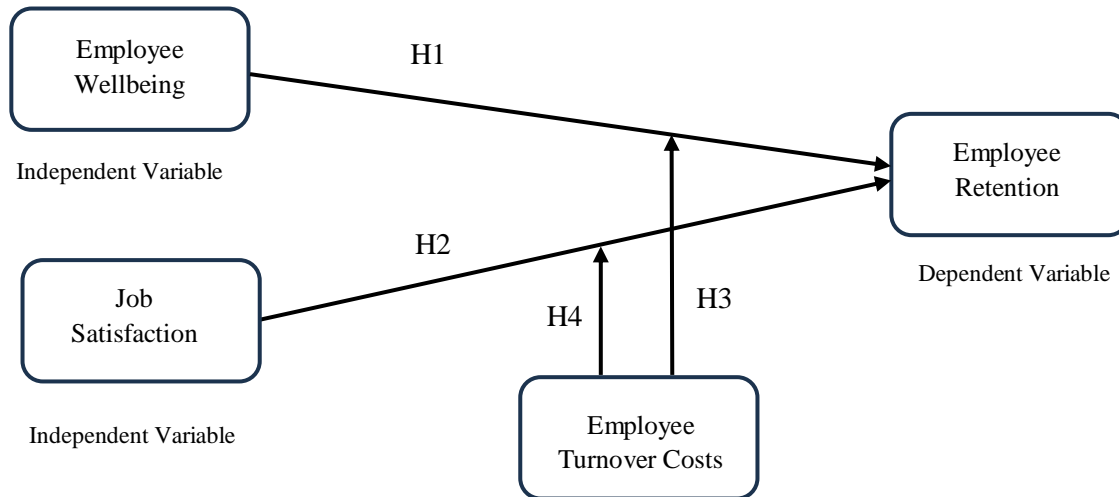 Employee
Wellbeing
Independent Variable
H1
Employee
Retention
Dependent Variable
H2
Job
Satisfaction
Independent Variable
H4
H3
Employee
Turnover Costs